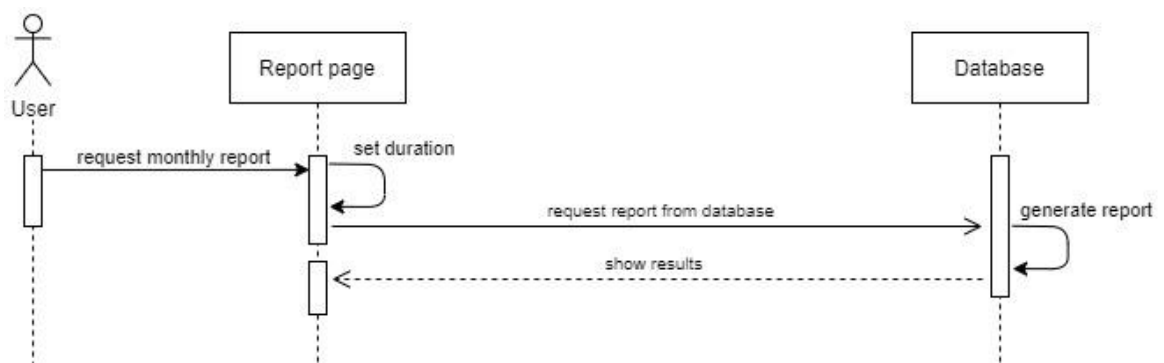 User
Report page
Database
request monthly report
set duration
request report from database
generate report
show results